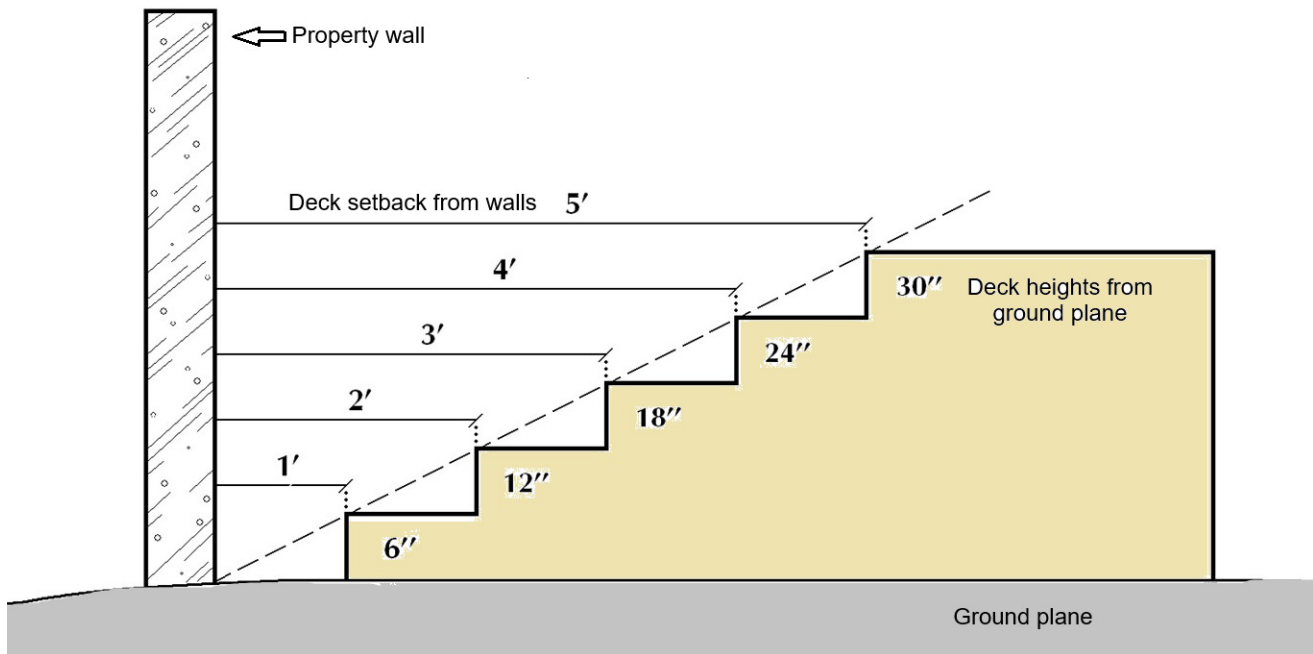 Property wall
Deck setback from walls 5′
4′
3′
2′
1′
30″ Deck heights from
ground plane
24″
18″
12″
6″
Ground plane